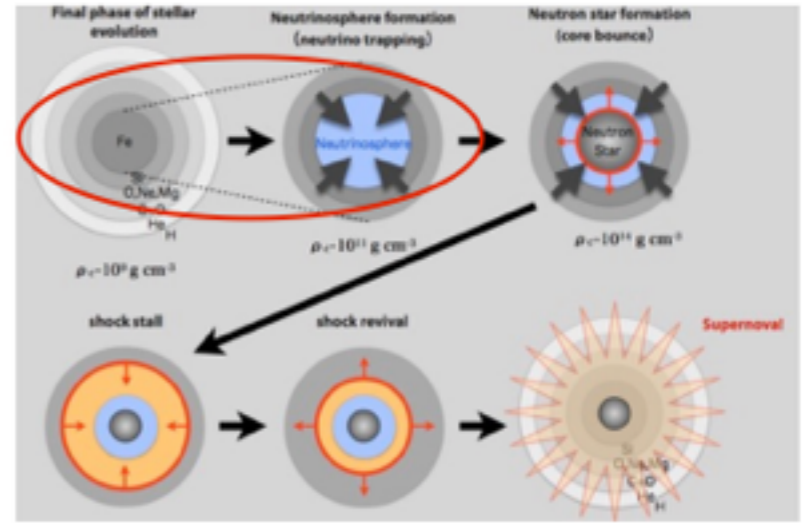 Final phase of stellar
evolution
Neutrinosphere formation
(neutrino trapping)
Neutron star formation
(core bounce)
Fe
Si
O,Ne,Mg
C+O
He
H
Neutrinosphere
Neutron
Star
ρc~10⁹ g cm⁻³
ρc~10¹¹ g cm⁻³
ρc~10¹⁴ g cm⁻³
shock stall
shock revival
Supernova!
Si
O,Ne,Mg
C+O
He
H